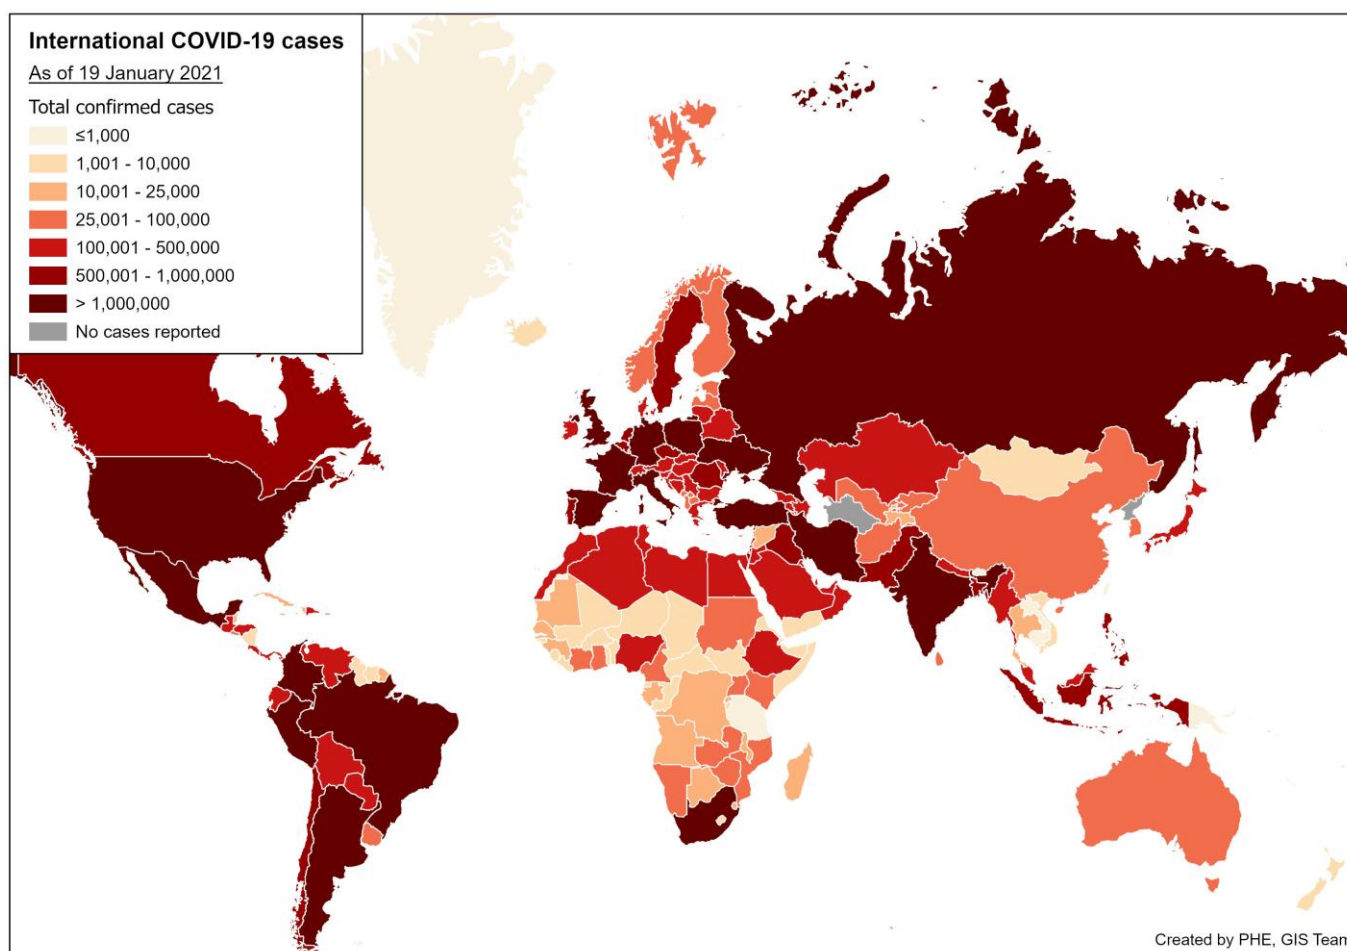 International COVID-19 cases
As of 19 January 2021
Total confirmed cases
≤1,000
1,001 - 10,000
10,001 - 25,000
25,001 - 100,000
100,001 - 500,000
500,001 - 1,000,000
> 1,000,000
No cases reported
Created by PHE, GIS Team